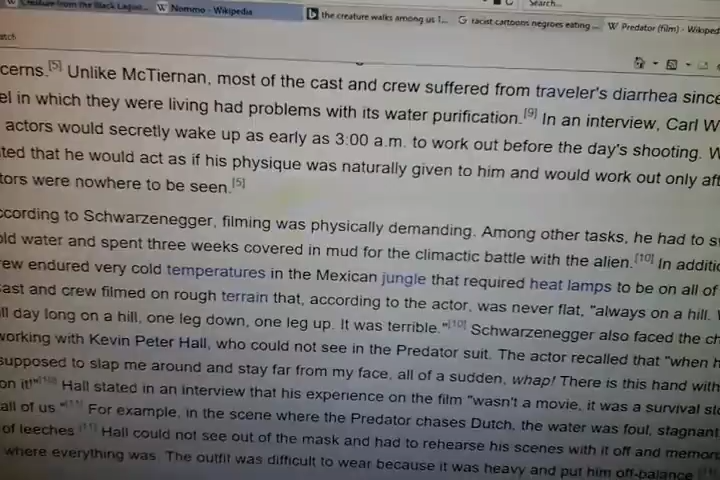 Creature from the Black Lagoo...
Nommo - Wikipedia
the creature walks among us 1...
racist cartoons negroes eating ...
Predator (film) - Wikiped
Search...
atch
cerns.[5] Unlike McTiernan, most of the cast and crew suffered from traveler's diarrhea since
el in which they were living had problems with its water purification.[9] In an interview, Carl W
actors would secretly wake up as early as 3:00 a.m. to work out before the day's shooting. W
ted that he would act as if his physique was naturally given to him and would work out only aft
tors were nowhere to be seen.[5]
ccording to Schwarzenegger, filming was physically demanding. Among other tasks, he had to s
old water and spent three weeks covered in mud for the climactic battle with the alien.[10] In additio
rew endured very cold temperatures in the Mexican jungle that required heat lamps to be on all of
cast and crew filmed on rough terrain that, according to the actor, was never flat, "always on a hill.
ll day long on a hill, one leg down, one leg up. It was terrible."[10] Schwarzenegger also faced the ch
working with Kevin Peter Hall, who could not see in the Predator suit. The actor recalled that "when h
supposed to slap me around and stay far from my face, all of a sudden, whap! There is this hand with
on it!"[10] Hall stated in an interview that his experience on the film "wasn't a movie, it was a survival sto
all of us."[11] For example, in the scene where the Predator chases Dutch, the water was foul, stagnant
of leeches.[11] Hall could not see out of the mask and had to rehearse his scenes with it off and memori
where everything was. The outfit was difficult to wear because it was heavy and put him off-balance.